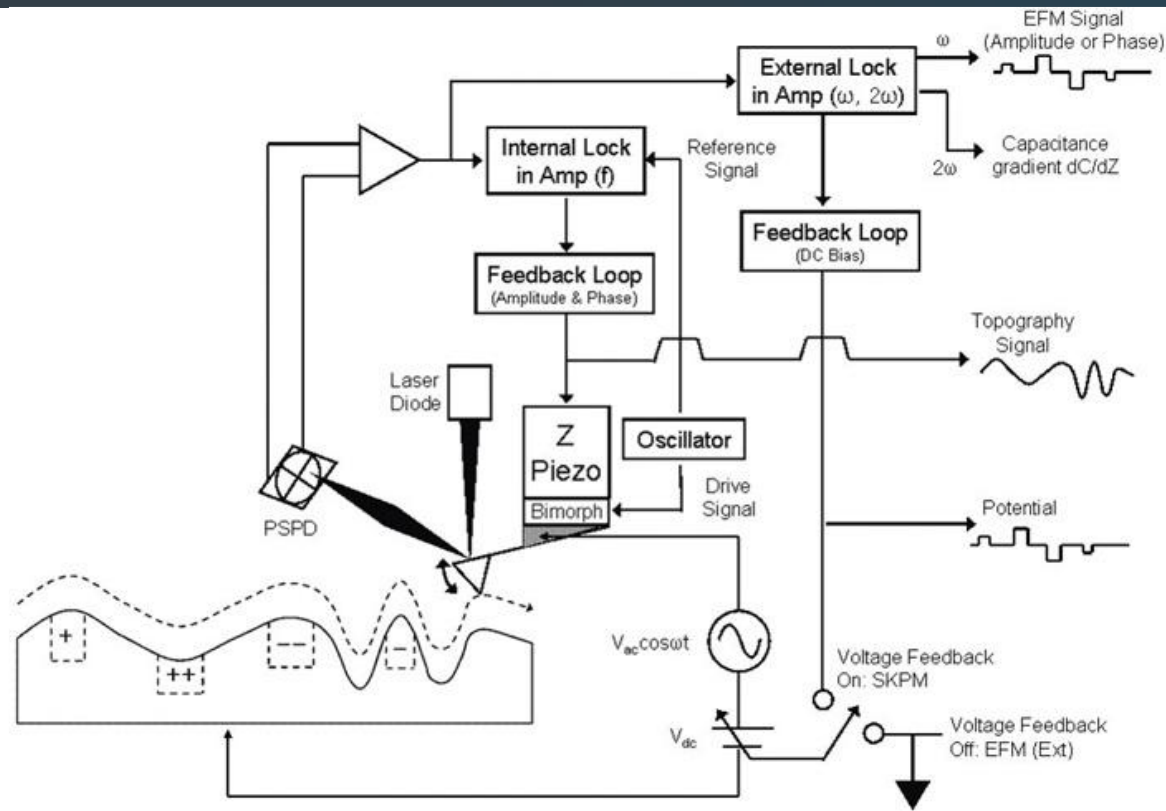 EFM Signal
(Amplitude or Phase)
ω
External Lock
in Amp (ω, 2ω)
Internal Lock
in Amp (f)
Reference
Signal
Capacitance
gradient dC/dZ
2ω
Feedback Loop
(DC Bias)
Feedback Loop
(Amplitude & Phase)
Topography
Signal
Laser
Diode
Z
Piezo
Oscillator
Bimorph
Drive
Signal
PSPD
Potential
+
++
--
-
Vaccosωt
Voltage Feedback
On: SKPM
Vdc
Voltage Feedback
Off: EFM (Ext)